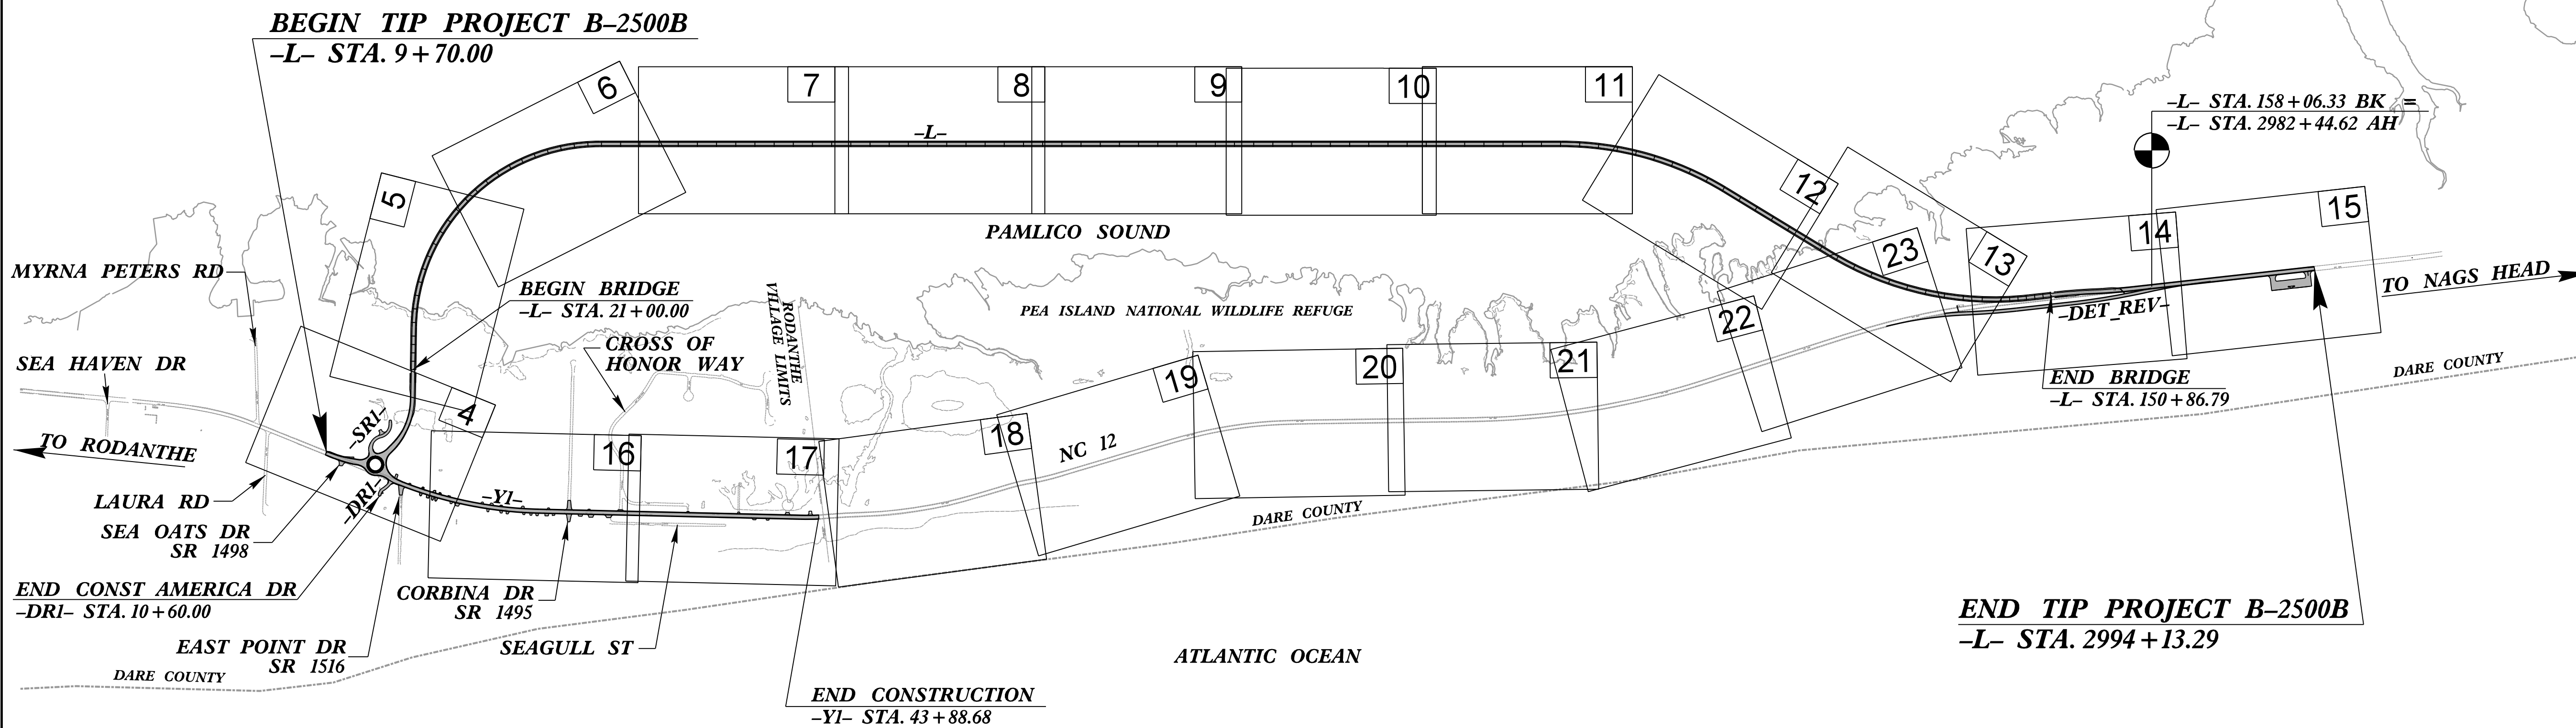 BEGIN TIP PROJECT B–2500B
–L– STA. 9+70.00
6
7
8
9
10
11
–L–
–L– STA. 158+06.33 BK =
–L– STA. 2982+44.62 AH
5
12
15
14
23
13
PAMLICO SOUND
MYRNA PETERS RD
BEGIN BRIDGE
–L– STA. 21+00.00
RODANTHE
VILLAGE LIMITS
PEA ISLAND NATIONAL WILDLIFE REFUGE
TO NAGS HEAD
–DET_REV–
22
CROSS OF
HONOR WAY
SEA HAVEN DR
19
20
21
END BRIDGE
–L– STA. 150+86.79
DARE COUNTY
4
–SR1–
TO RODANTHE
16
17
18
NC 12
LAURA RD
–DR1–
–Y1–
SEA OATS DR
SR 1498
DARE COUNTY
END CONST AMERICA DR
–DR1– STA. 10+60.00
CORBINA DR
SR 1495
END TIP PROJECT B–2500B
–L– STA. 2994+13.29
EAST POINT DR
SR 1516
SEAGULL ST
ATLANTIC OCEAN
DARE COUNTY
END CONSTRUCTION
–Y1– STA. 43+88.68